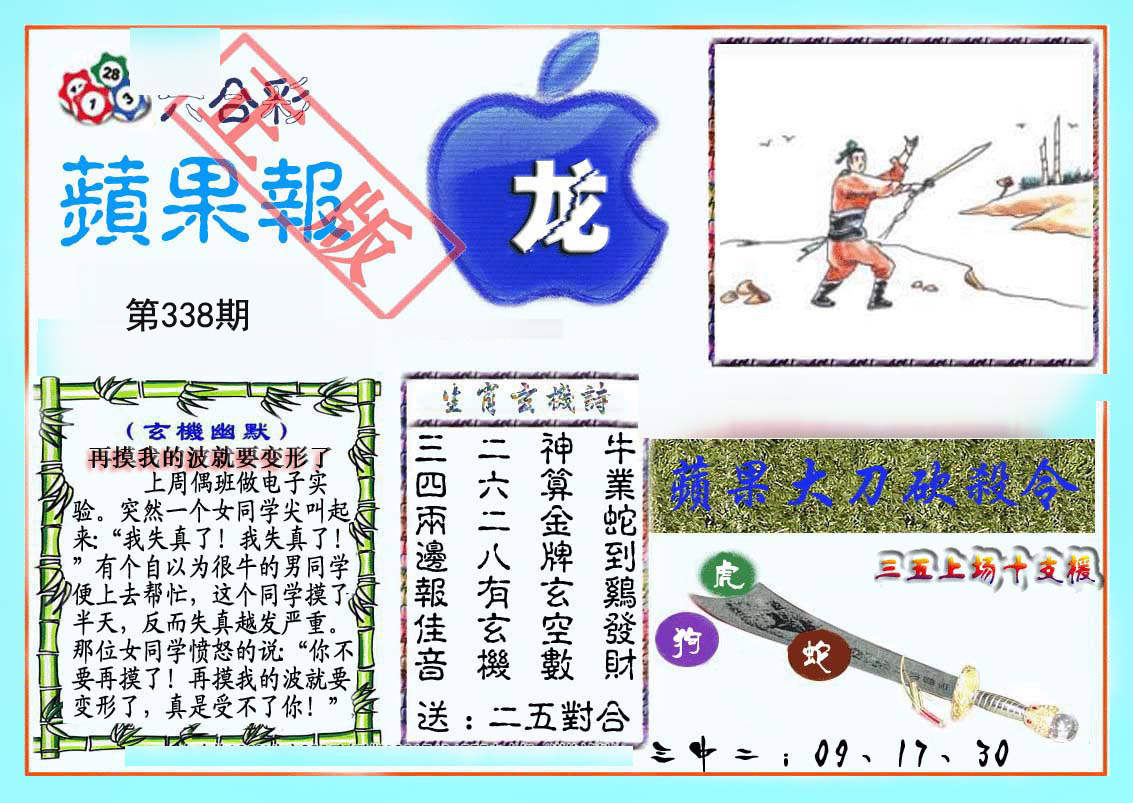 28
1
3
六合彩
正版
蘋果報
第338期
龙
(玄機幽默)
再摸我的波就要变形了
上周偶班做电子实
验。突然一个女同学尖叫起
来:“我失真了！我失真了！
”有个自以为很牛的男同学
便上去帮忙，这个同学摸了
半天，反而失真越发严重。
那位女同学愤怒的说:“你不
要再摸了！再摸我的波就要
变形了，真是受不了你！”
生肖玄機詩
牛業蛇到鷄發財
神算金牌玄空數
二六二八有玄機
三四兩邊報佳音
送：二五對合
蘋果大刀砍殺令
三五上场十支援
虎
狗
蛇
三中二：09、17、30